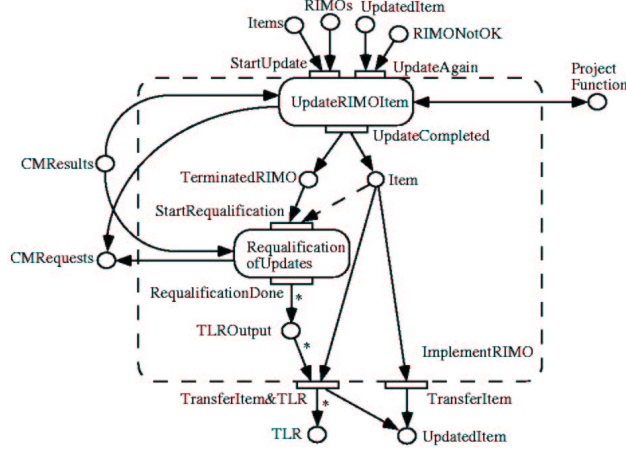 RIMOs
UpdatedItem
Items
RIMONotOK
StartUpdate
UpdateAgain
Project
Function
UpdateRIMOItem
UpdateCompleted
CMResults
TerminatedRIMO
Item
StartRequalification
Requalification
ofUpdates
CMRequests
RequalificationDone
*
TLROutput
*
ImplementRIMO
TransferItem&TLR
*
TransferItem
TLR
UpdatedItem